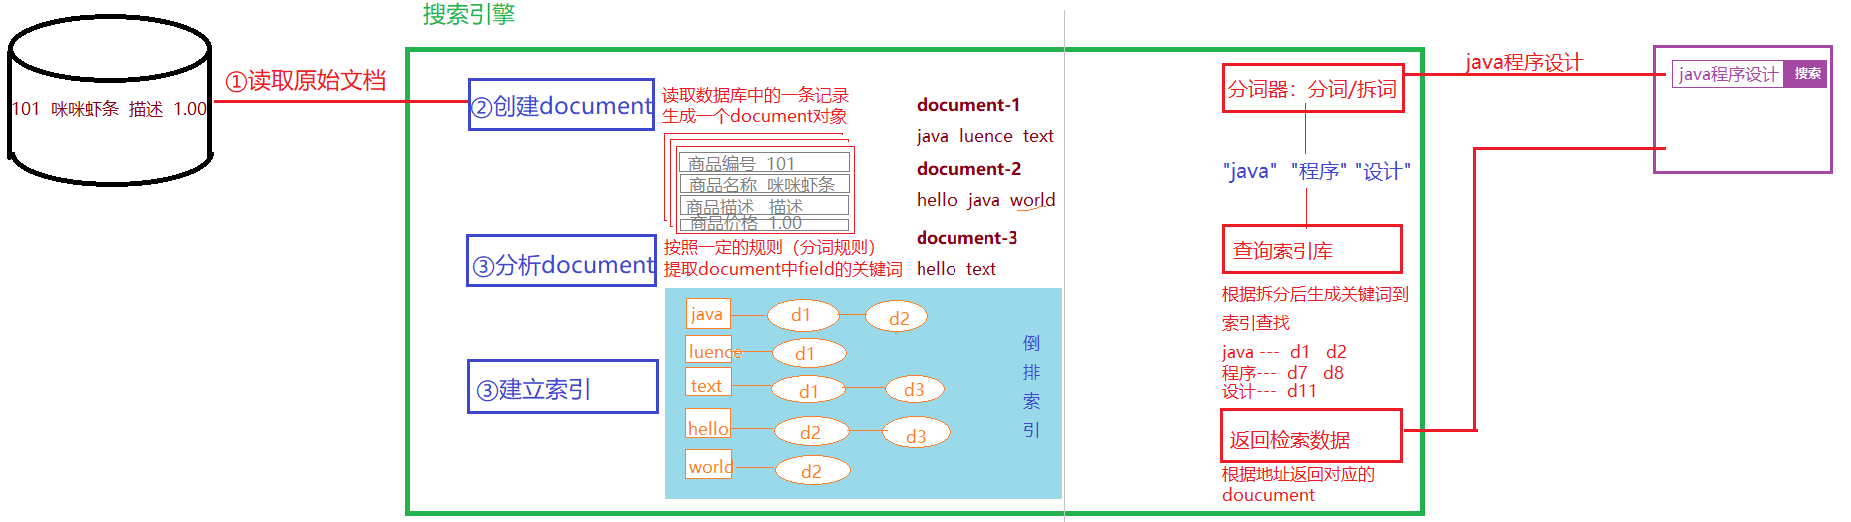 搜索引擎
①读取原始文档
101 咪咪虾条 描述 1.00
②创建document
读取数据库中的一条记录
生成一个document对象
商品编号 101
商品名称 咪咪虾条
商品描述 描述
商品价格 1.00
③分析document
按照一定的规则（分词规则）
提取document中field的关键词
③建立索引
document-1
java luence text
document-2
hello java world
document-3
hello text
java d1 d2
luence d1
text d1 d3
hello d2 d3
world d2
倒
排
索
引
分词器：分词/拆词
"java" "程序" "设计"
查询索引库
根据拆分后生成关键词到
索引查找
java --- d1 d2
程序--- d7 d8
设计--- d11
返回检索数据
根据地址返回对应的
doucument
java程序设计
java程序设计 搜索